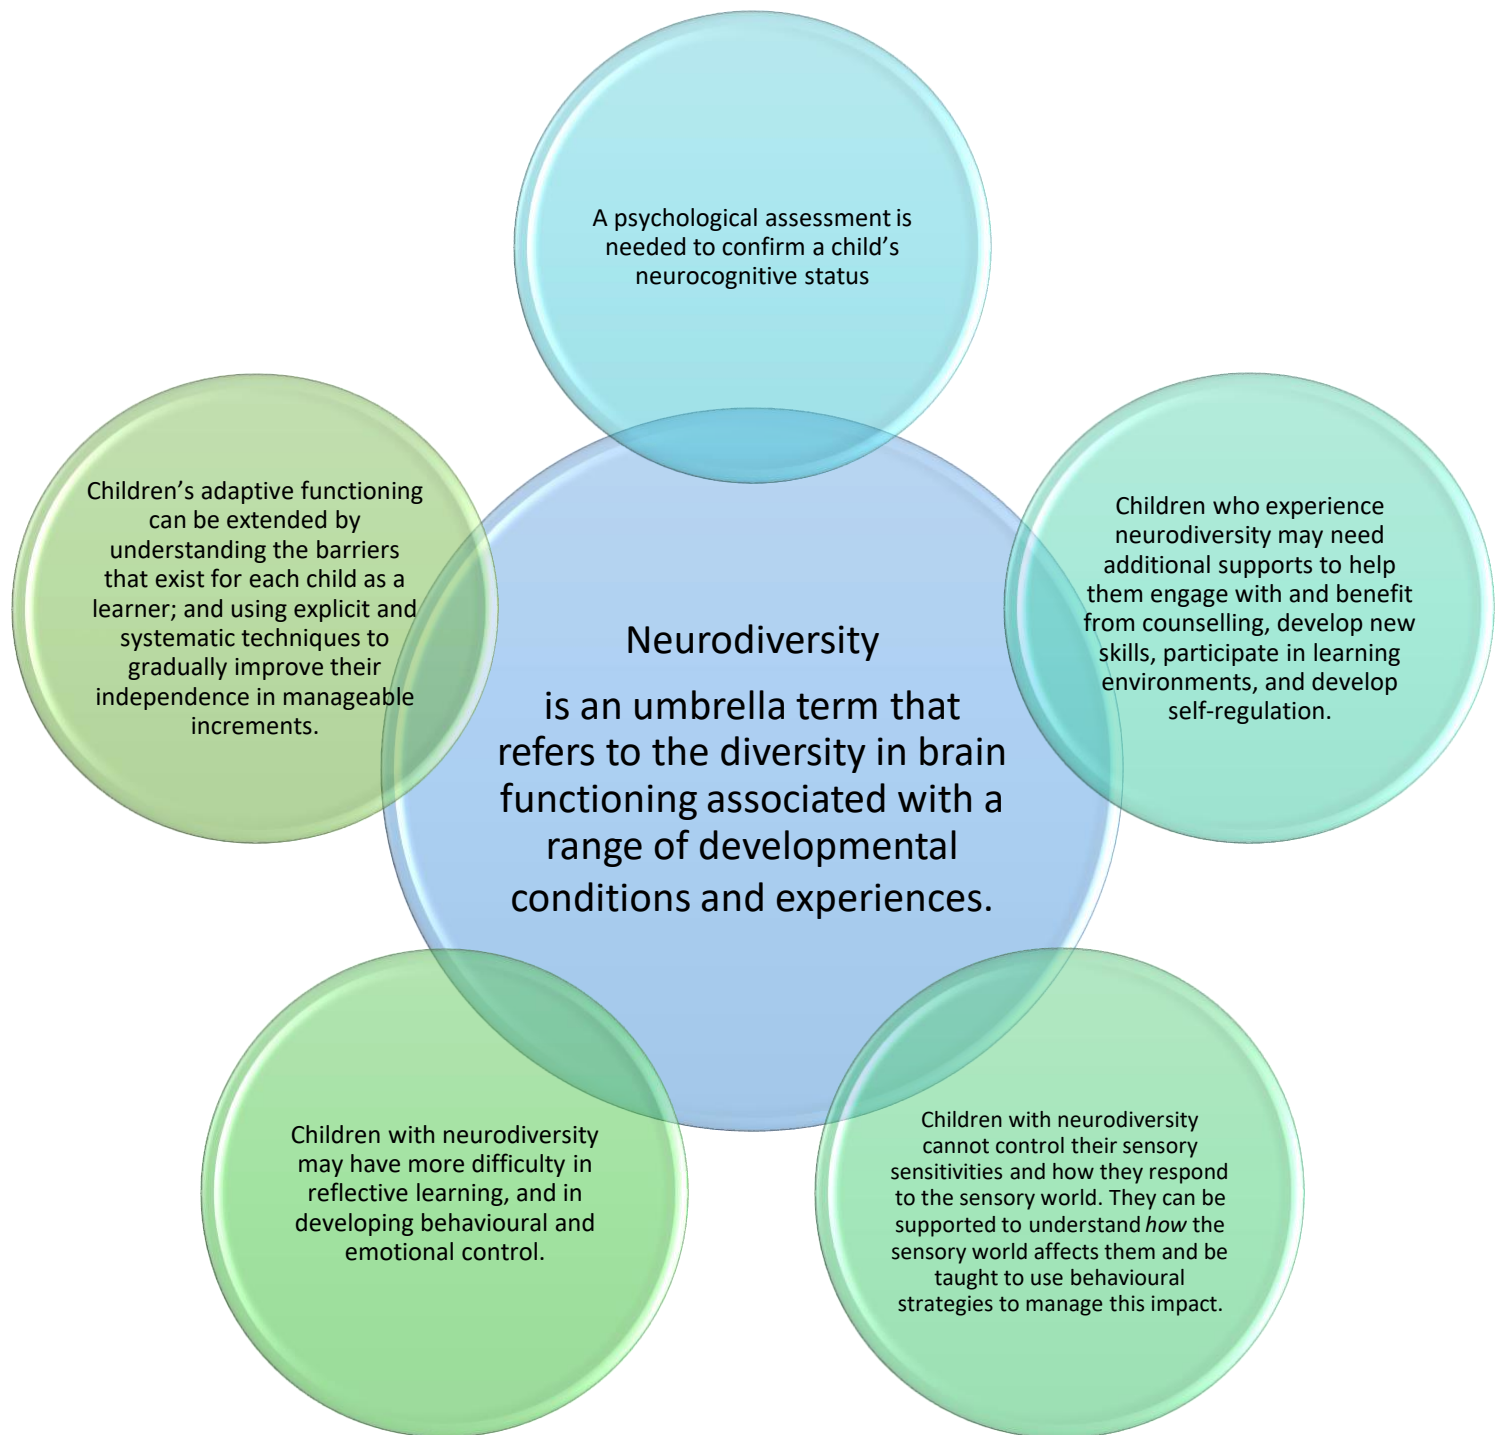 A psychological assessment is
needed to confirm a child’s
neurocognitive status
Children who experience
neurodiversity may need
additional supports to help
them engage with and benefit
from counselling, develop new
skills, participate in learning
environments, and develop
self-regulation.
Children with neurodiversity
cannot control their sensory
sensitivities and how they respond
to the sensory world. They can be
supported to understand how the
sensory world affects them and be
taught to use behavioural
strategies to manage this impact.
Children with neurodiversity
may have more difficulty in
reflective learning, and in
developing behavioural and
emotional control.
Children’s adaptive functioning
can be extended by
understanding the barriers
that exist for each child as a
learner; and using explicit and
systematic techniques to
gradually improve their
independence in manageable
increments.
Neurodiversity
is an umbrella term that
refers to the diversity in brain
functioning associated with a
range of developmental
conditions and experiences.